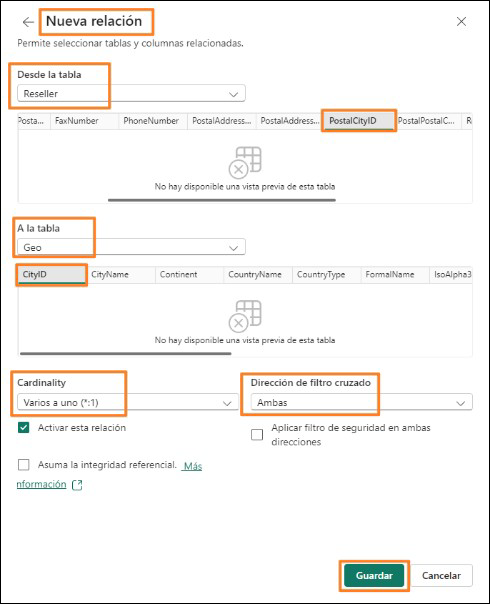 Nueva relación
Permite seleccionar tablas y columnas relacionadas.
Desde la tabla
Reseller
Posta... FaxNumber PhoneNumber PostalAddress... PostalAddress... PostalCityID PostalPostalC...
No hay disponible una vista previa de esta tabla
A la tabla
Geo
CityID CityName Continent CountryName CountryType FormalName IsoAlpha3
No hay disponible una vista previa de esta tabla
Cardinality Dirección de filtro cruzado
Varios a uno (*:1) Ambas
Activar esta relación Aplicar filtro de seguridad en ambas
direcciones
Asuma la integridad referencial. Más
nformación
Guardar Cancelar